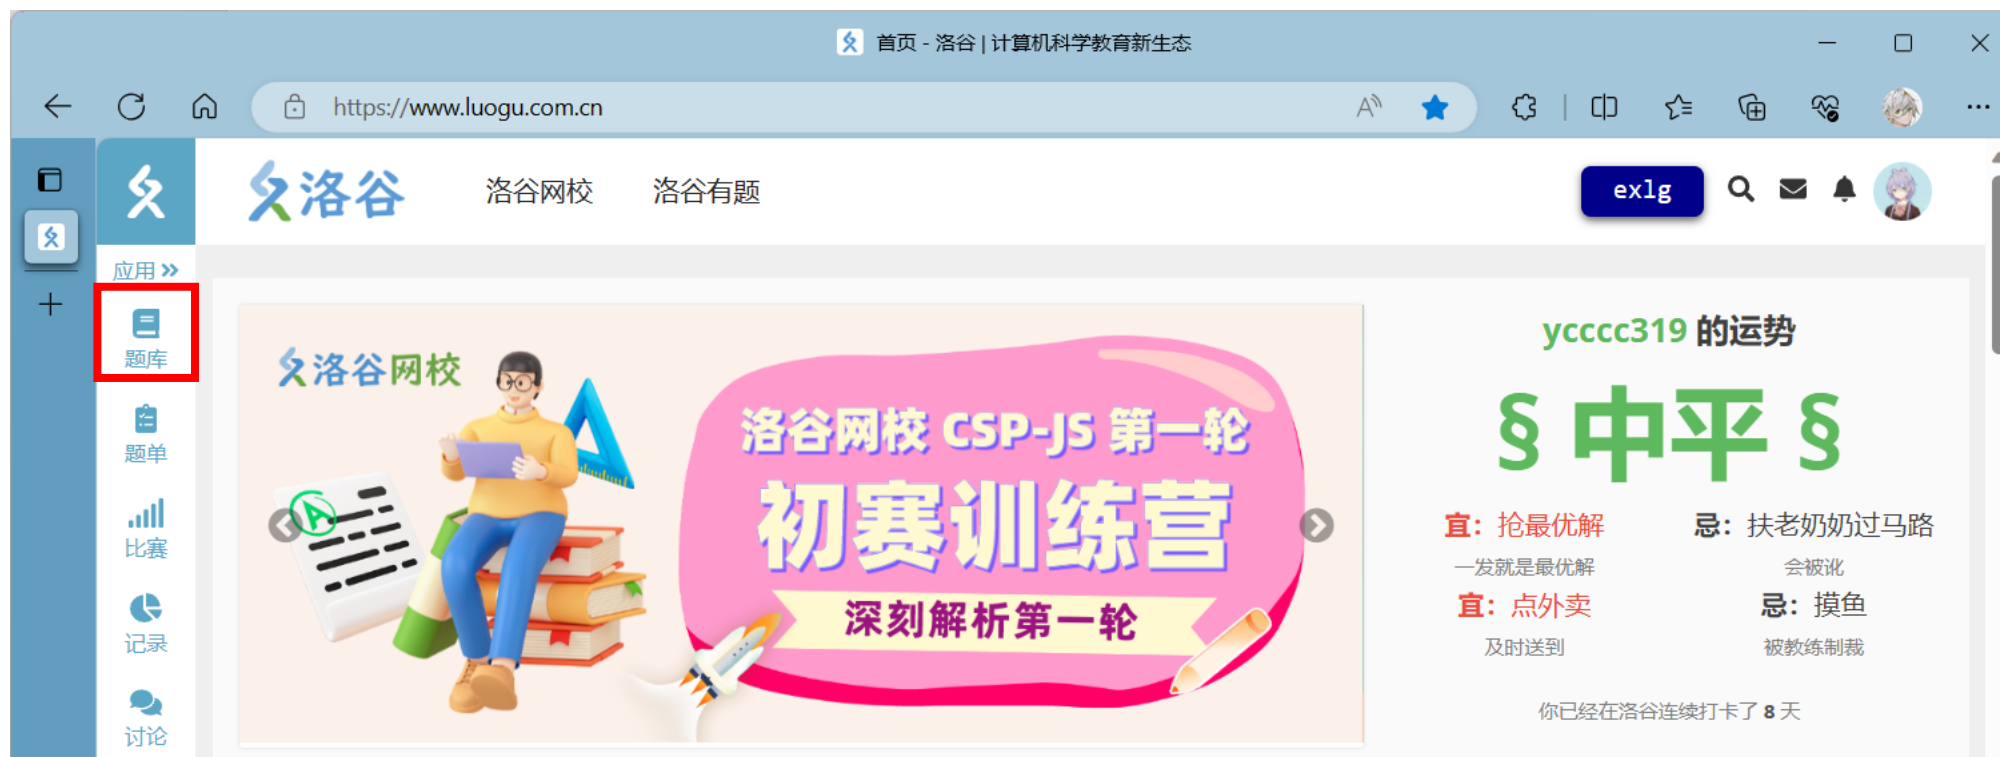 首页 - 洛谷 | 计算机科学教育新生态
https://www.luogu.com.cn
洛谷
洛谷网校
洛谷有题
exlg
应用
题库
题单
比赛
记录
讨论
洛谷网校
洛谷网校 CSP-JS 第一轮
初赛训练营
深刻解析第一轮
A
ycccc319 的运势
§ 中平 §
宜：抢最优解
忌：扶老奶奶过马路
一发就是最优解
会被讹
宜：点外卖
忌：摸鱼
及时送到
被教练制裁
你已经在洛谷连续打卡了 8 天